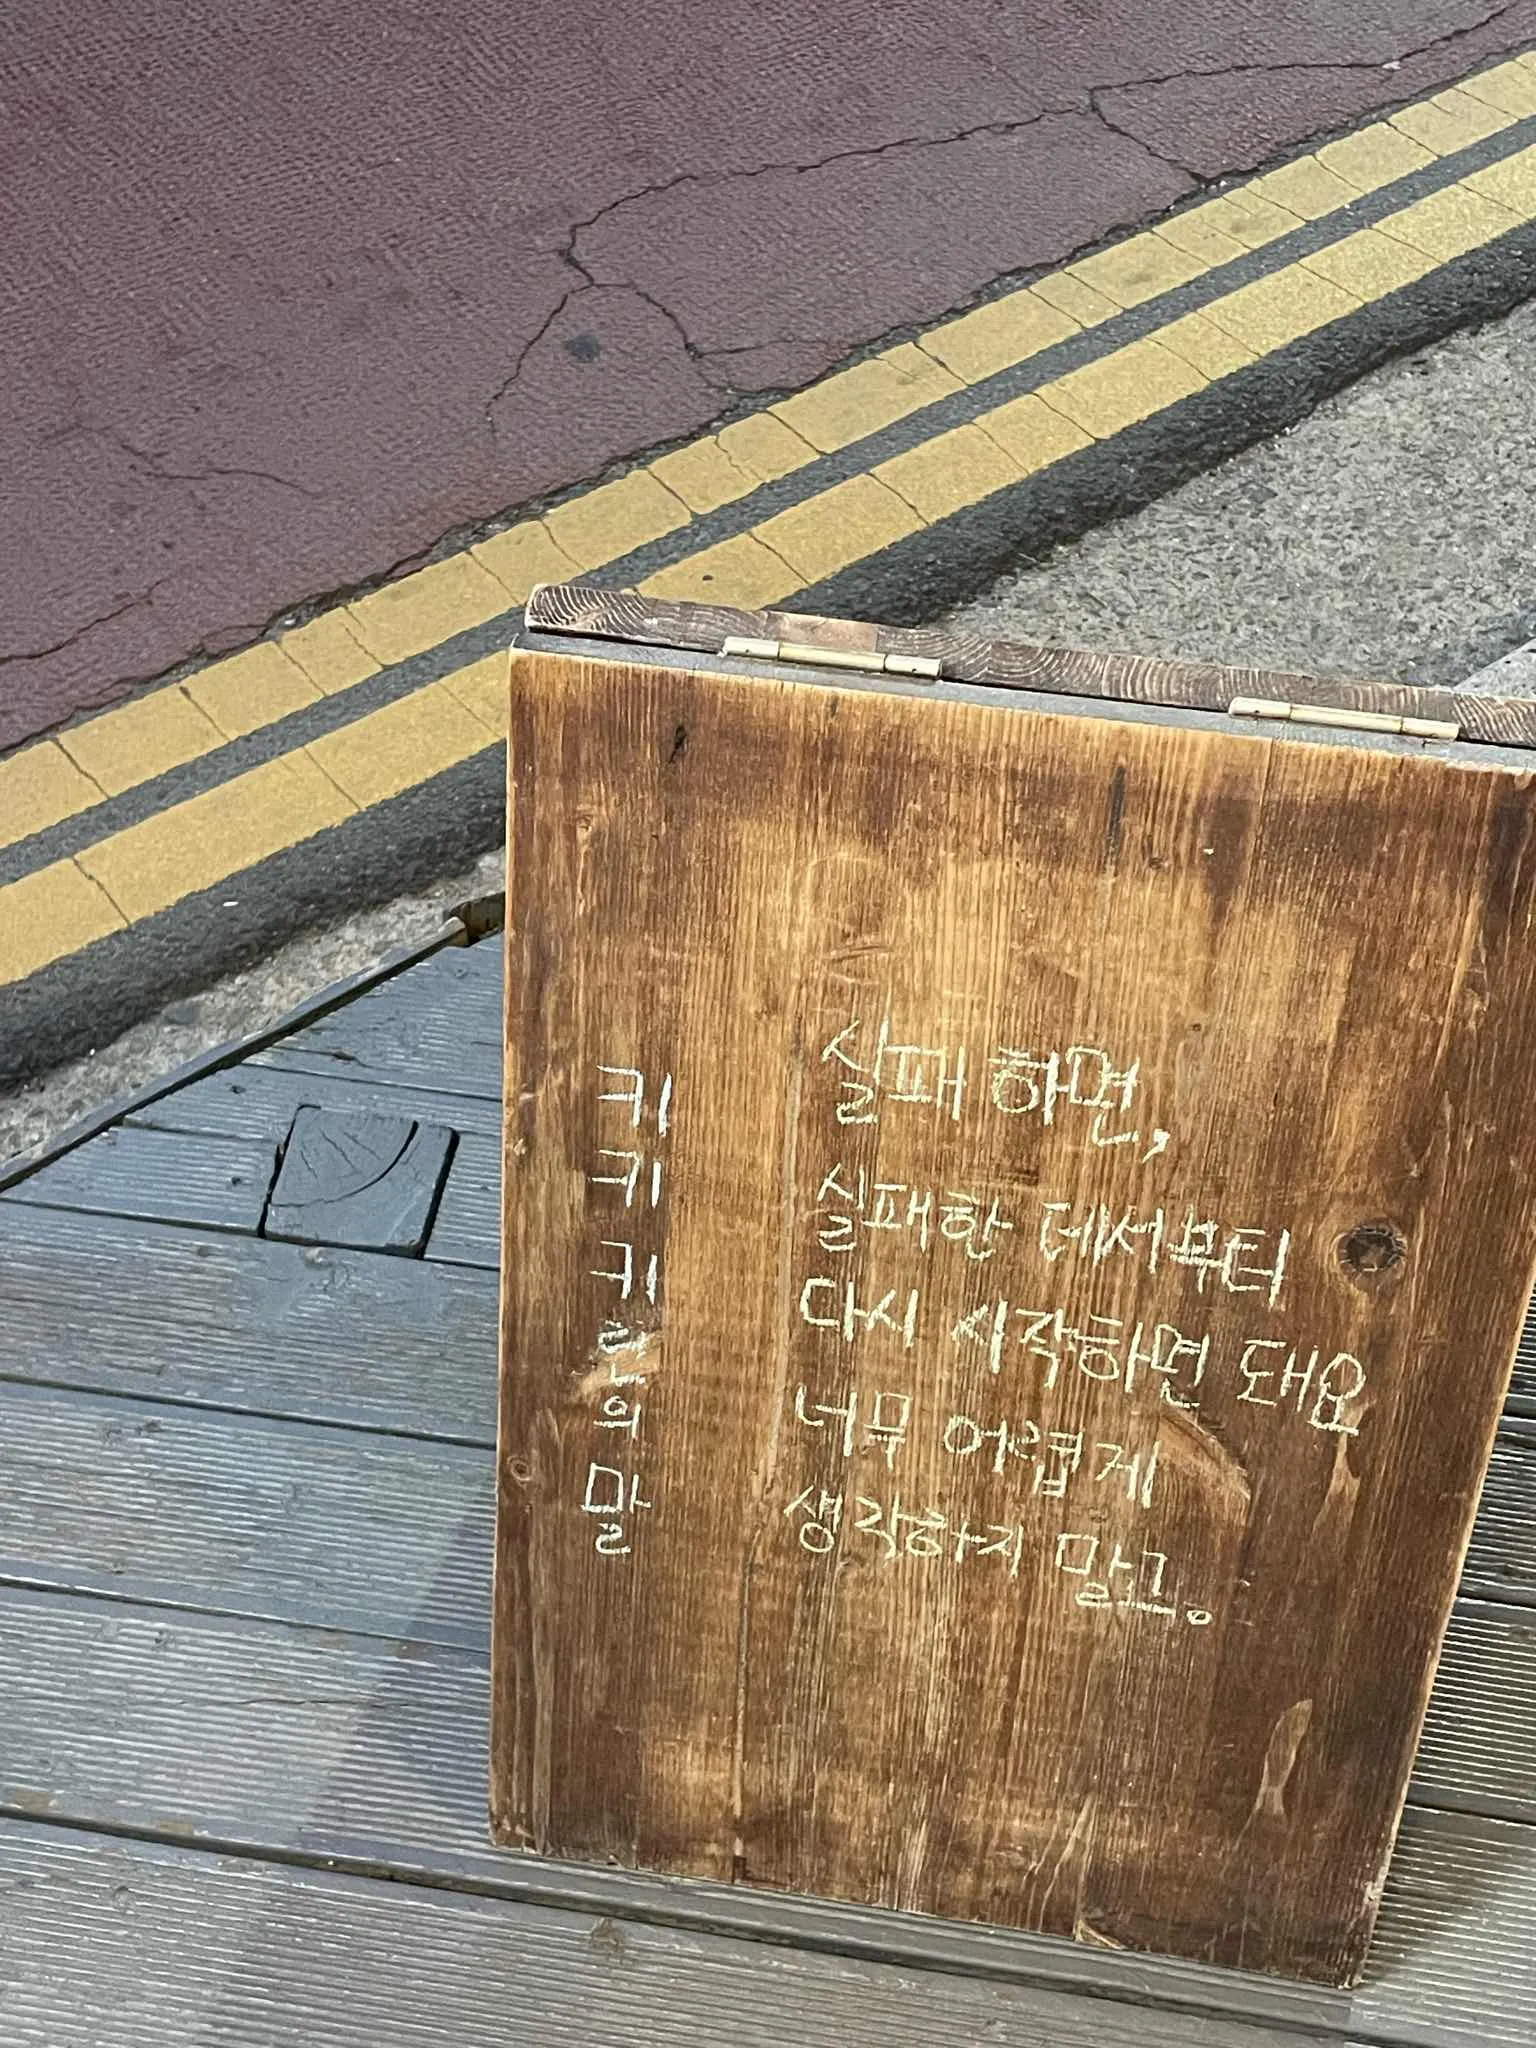 키키키린의말
실패 하면,
실패한 데서부터
다시 시작하면 돼요
너무 어렵게
생각하지 말고。